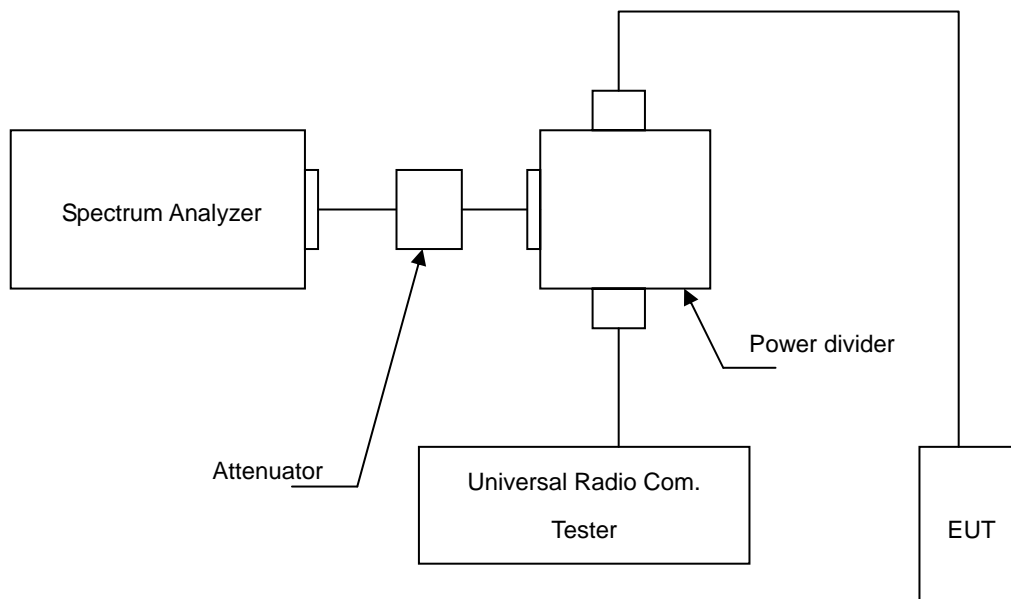 Spectrum Analyzer
Power divider
Attenuator
Universal Radio Com.
Tester
EUT